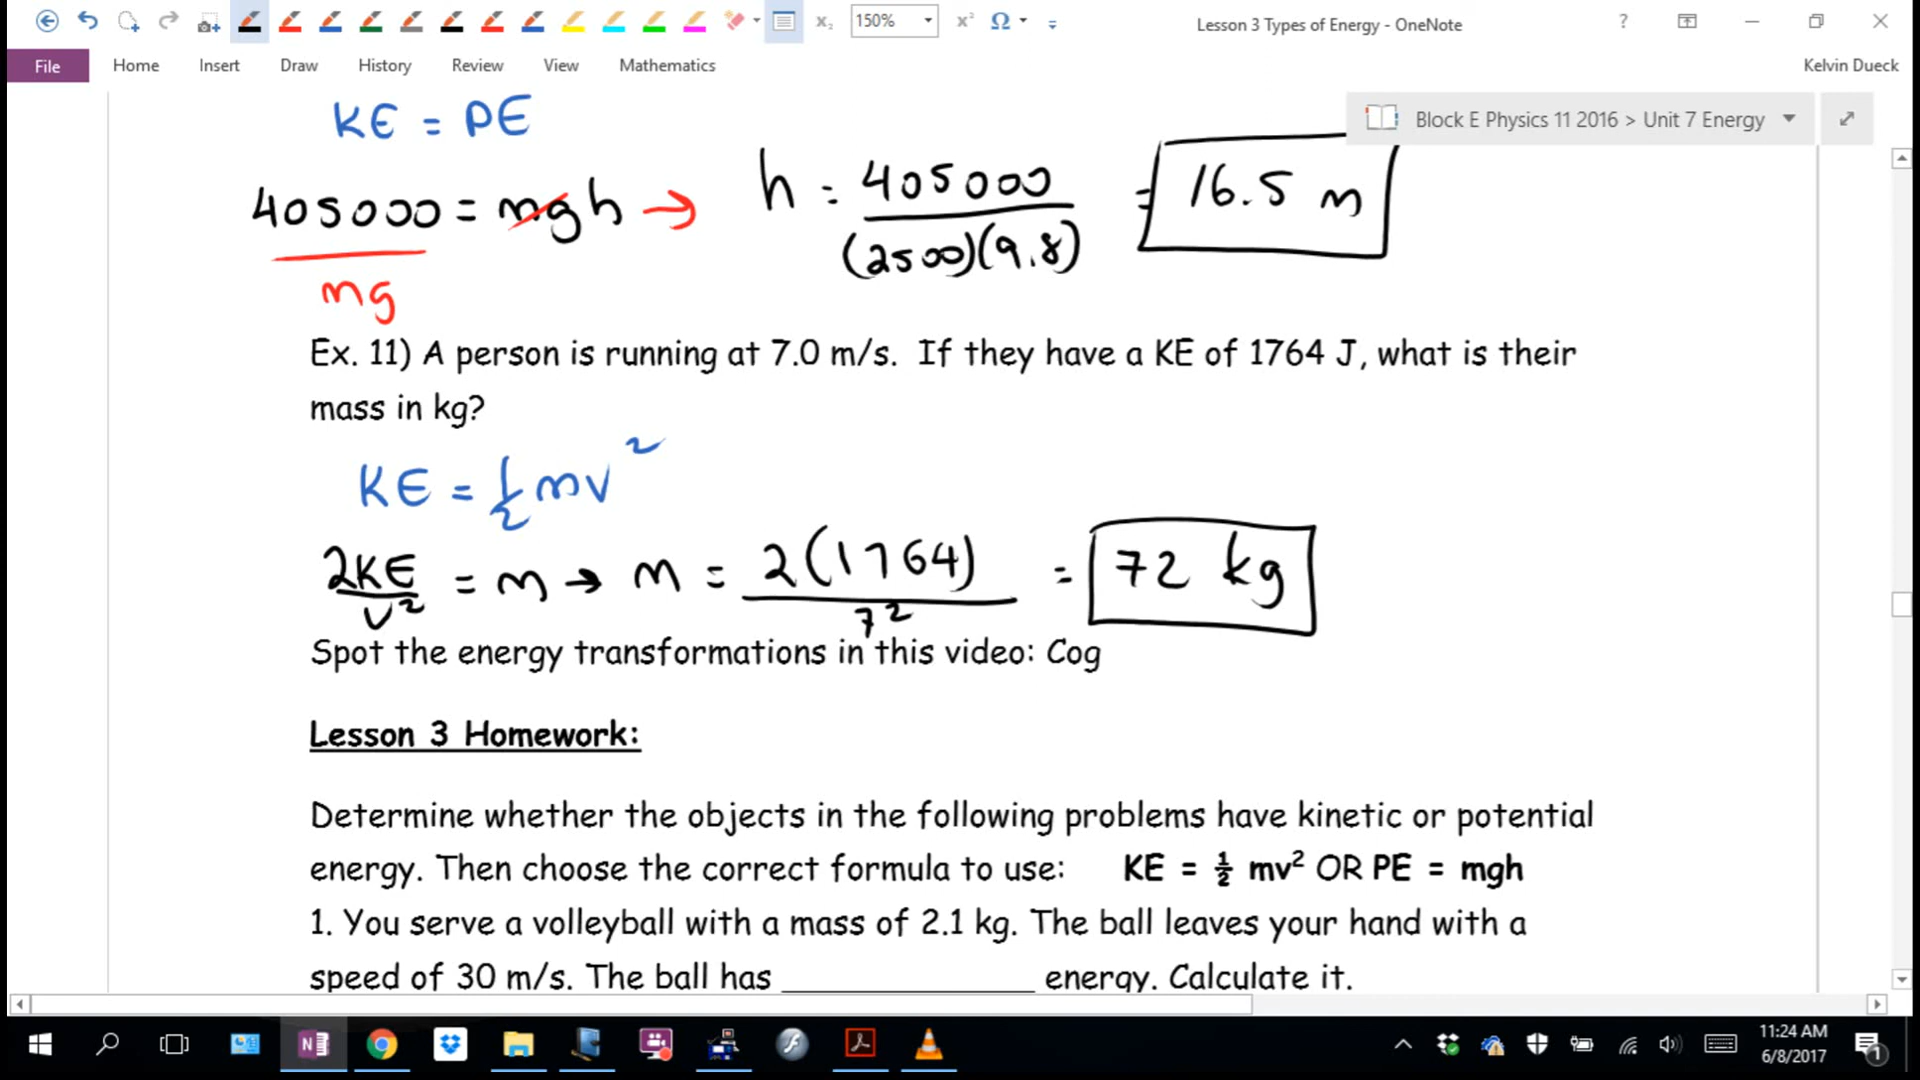 150%
Lesson 3 Types of Energy - OneNote
File Home Insert Draw History Review View Mathematics Kelvin Dueck
Block E Physics 11 2016 > Unit 7 Energy
KE = PE
405000 = mgh → h = 405000 = 16.5 m
mg (2500)(9.8)
Ex. 11) A person is running at 7.0 m/s. If they have a KE of 1764 J, what is their
mass in kg?
KE = 1/2 mv²
2KE = m → m = 2(1764) = 72 kg
v² 7²
Spot the energy transformations in this video: Cog
Lesson 3 Homework:
Determine whether the objects in the following problems have kinetic or potential
energy. Then choose the correct formula to use: KE = ½ mv² OR PE = mgh
1. You serve a volleyball with a mass of 2.1 kg. The ball leaves your hand with a
speed of 30 m/s. The ball has ______________ energy. Calculate it.
11:24 AM
6/8/2017